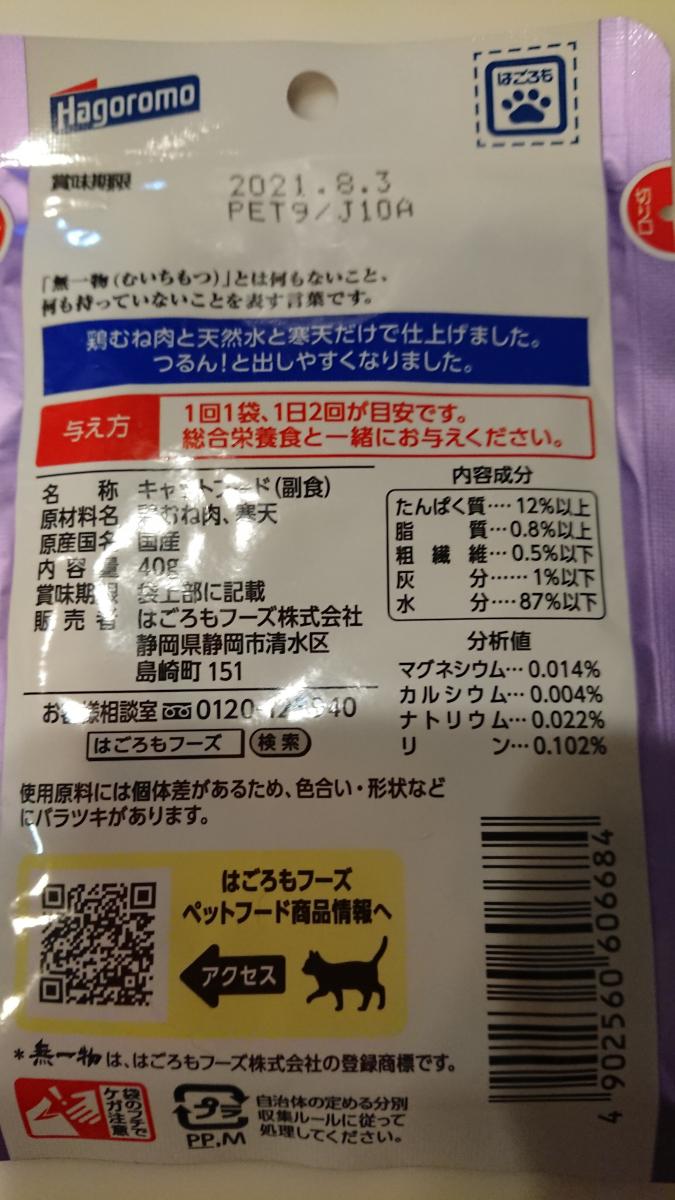 Hagoromo
はごろも
賞味期限
2021.8.3
PET9/J10A
切り口
「無一物(むいちもつ)」とは何もないこと、
何も持っていないことを表す言葉です。
鶏むね肉と天然水と寒天だけで仕上げました。
つるん!と出しやすくなりました。
与え方
1回1袋、1日2回が目安です。
総合栄養食と一緒にお与えください。
名称 キャットフード(副食)
原材料名 鶏むね肉、寒天
原産国名 国産
内容量 40g
賞味期限 袋上部に記載
販売者 はごろもフーズ株式会社
静岡県静岡市清水区
島崎町151
お客様相談室 0120-12 940
はごろもフーズ 検索
内容成分
たんぱく質‥‥12%以上
脂質‥‥0.8%以上
粗繊維‥‥0.5%以下
灰分‥‥‥1%以下
水分‥‥87%以下
分析値
マグネシウム‥‥0.014%
カルシウム‥‥0.004%
ナトリウム‥‥0.022%
リン‥‥0.102%
使用原料には個体差があるため、色合い・形状など
にバラツキがあります。
はごろもフーズ
ペットフード商品情報へ
アクセス
4902560606684
*無一物は、はごろもフーズ株式会社の登録商標です。
袋のフチで
ケガ注意
プラ
PP,M
自治体の定める分別
収集ルールに従って
処理してください。